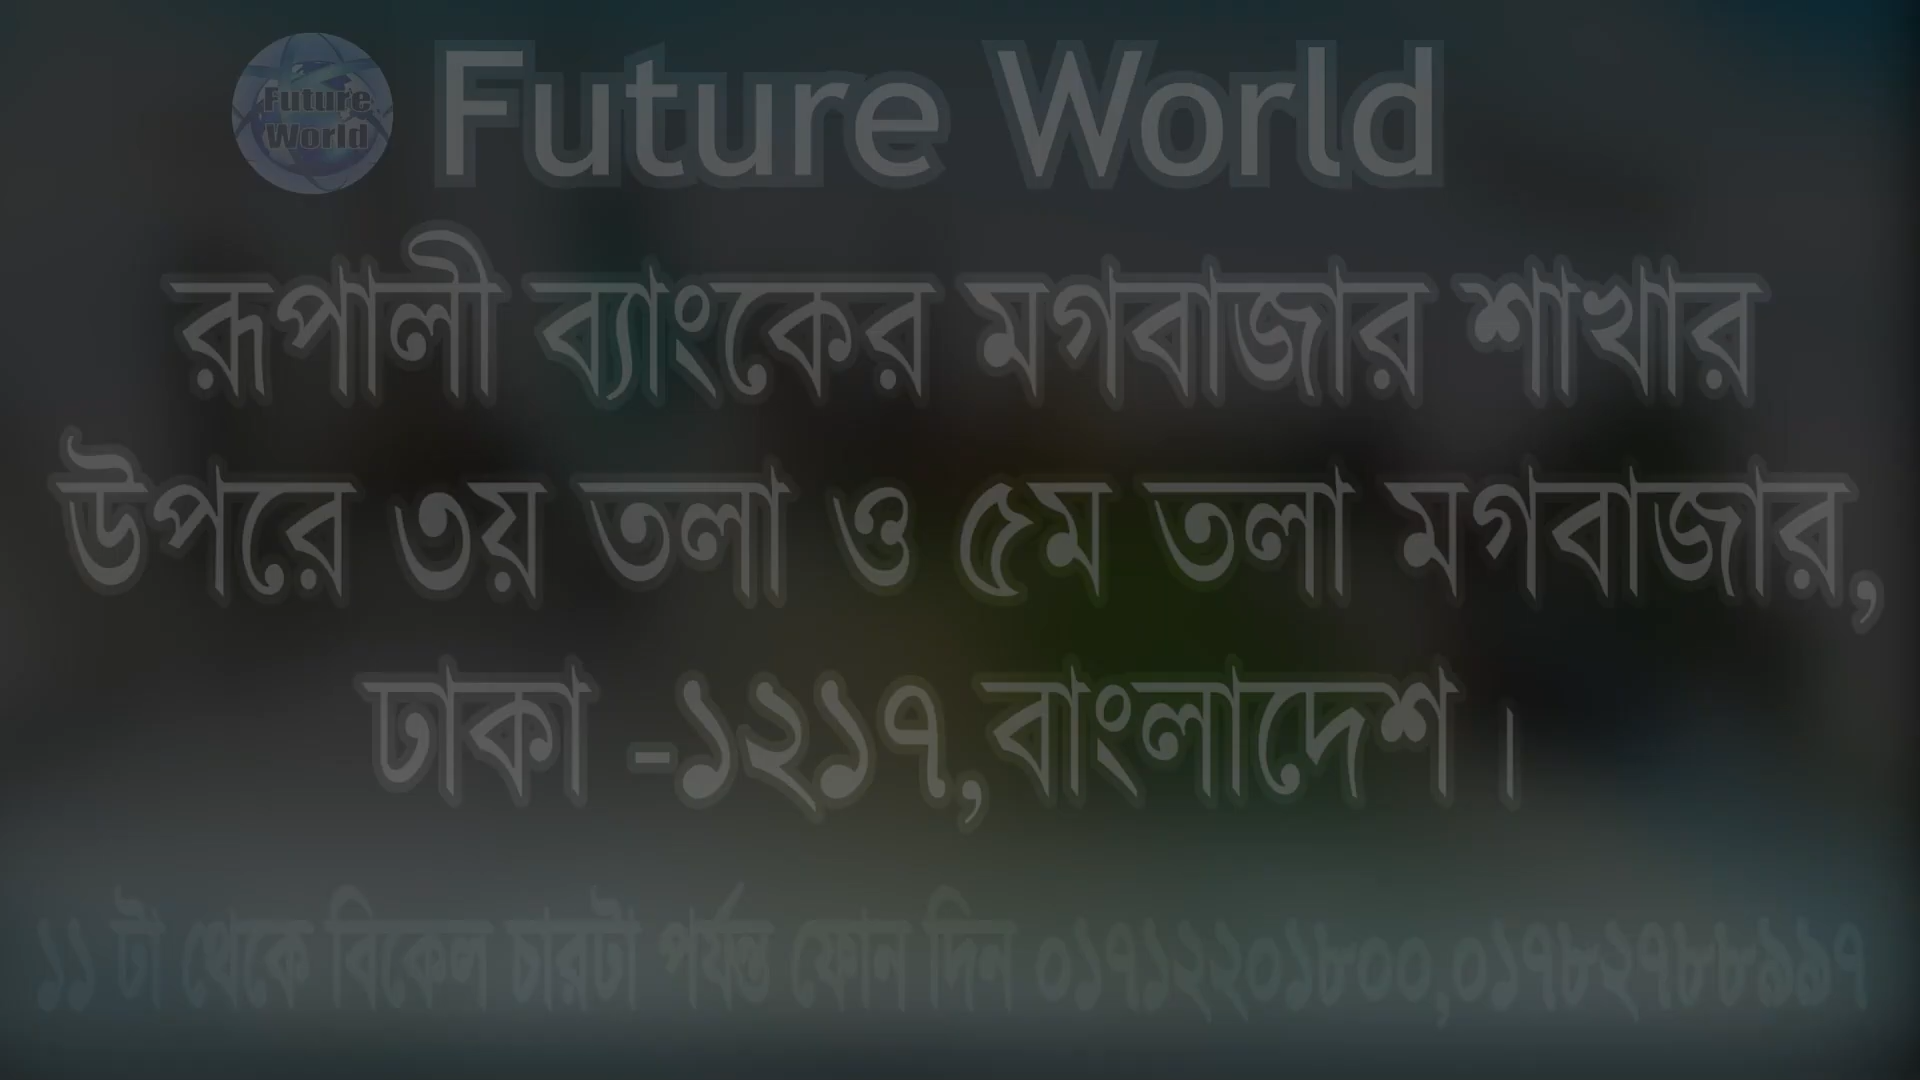 Future World
Future World
রূপালী ব্যাংকের মগবাজার শাখার
উপরে ৩য় তলা ও ৫ম তলা মগবাজার,
ঢাকা -১২১৭,বাংলাদেশ ।
১১ টা থেকে বিকেল চারটা পর্যন্ত ফোন দিন ০১৭১২২০১৮০০,০১৭৮২৭৮৮৯৯৭